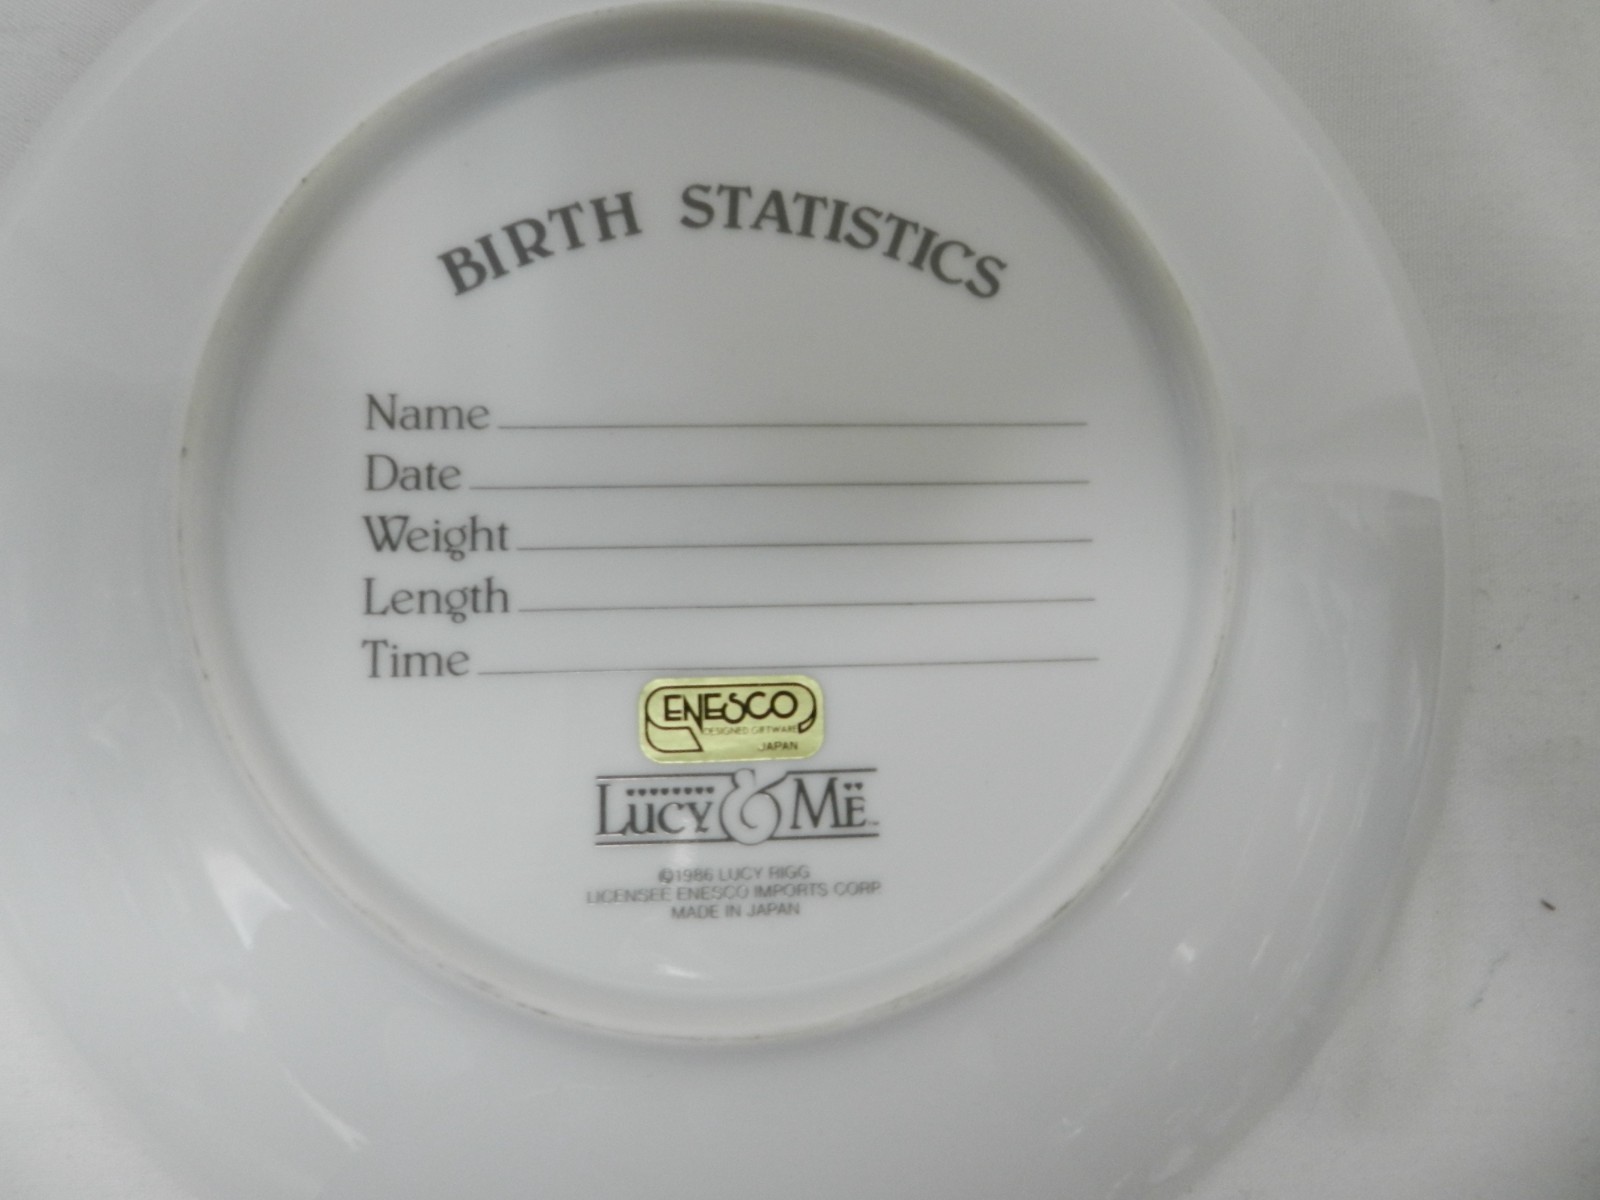 BIRTH STATISTICS
Name
Date
Weight
Length
Time
ENESCO
DESIGNED GIFTWARE
JAPAN
LUCY & ME™
©1986 LUCY RIGG
LICENSEE ENESCO IMPORTS CORP.
MADE IN JAPAN